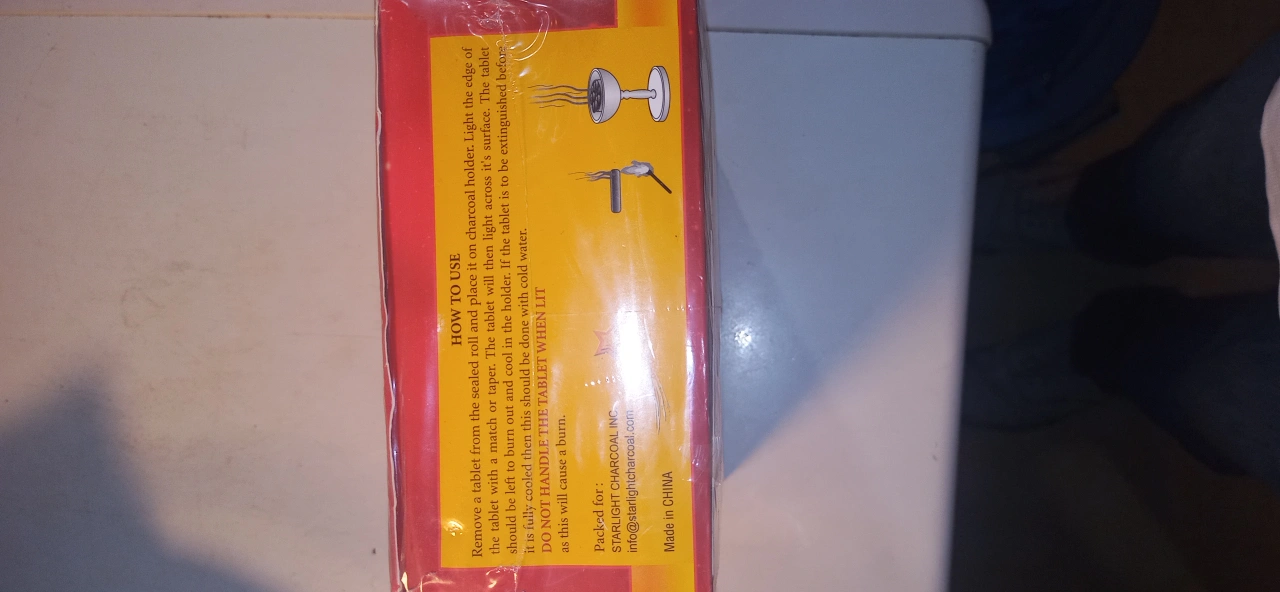 HOW TO USE
Remove a tablet from the sealed roll and place it on charcoal holder. Light the edge of
the tablet with a match or taper. The tablet will then light across it's surface. The tablet
should be left to burn out and cool in the holder. If the tablet is to be extinguished before
it is fully cooled then this should be done with cold water.
DO NOT HANDLE THE TABLET WHEN LIT
as this will cause a burn.
Packed for :
STARLIGHT CHARCOAL INC.
info@starlightcharcoal.com
Made in CHINA